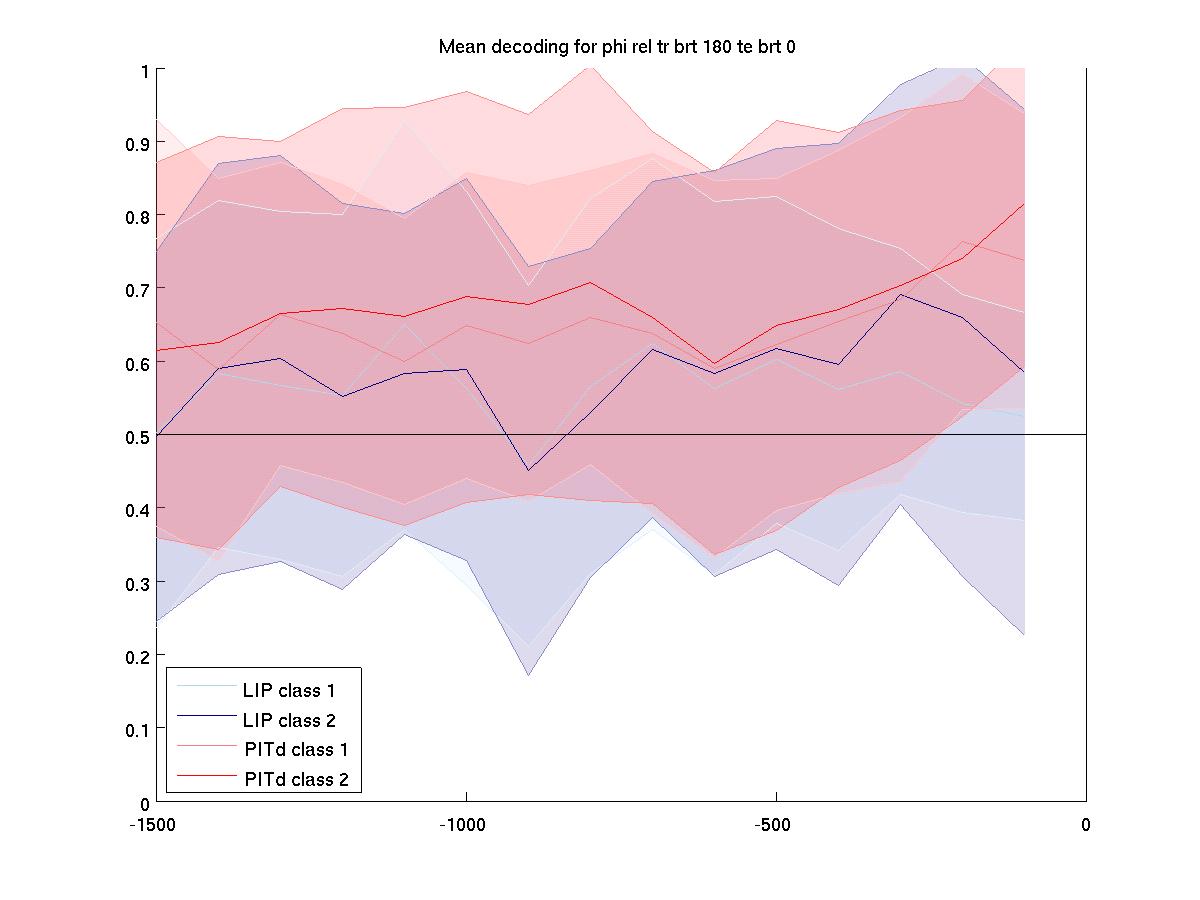 Mean decoding for phi rel tr brt 180 te brt 0
1
0.9
0.8
0.7
0.6
0.5
0.4
0.3
0.2
0.1
0
LIP class 1
LIP class 2
PITd class 1
PITd class 2
-1500 -1000 -500 0